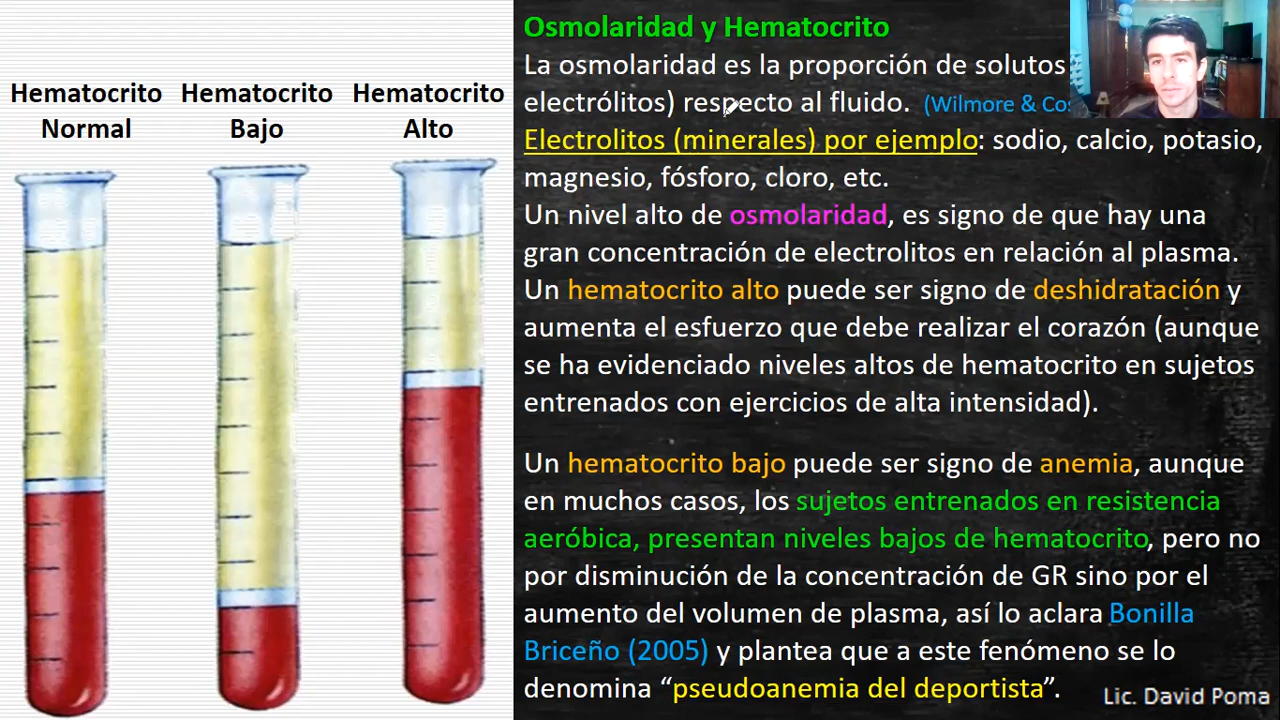 Hematocrito Normal
Hematocrito Bajo
Hematocrito Alto
Osmolaridad y Hematocrito
La osmolaridad es la proporción de solutos
electrólitos) respecto al fluido. (Wilmore &
Electrolitos (minerales) por ejemplo: sodio, calcio, potasio,
magnesio, fósforo, cloro, etc.
Un nivel alto de osmolaridad, es signo de que hay una
gran concentración de electrolitos en relación al plasma.
Un hematocrito alto puede ser signo de deshidratación y
aumenta el esfuerzo que debe realizar el corazón (aunque
se ha evidenciado niveles altos de hematocrito en sujetos
entrenados con ejercicios de alta intensidad).
Un hematocrito bajo puede ser signo de anemia, aunque
en muchos casos, los sujetos entrenados en resistencia
aeróbica, presentan niveles bajos de hematocrito, pero no
por disminución de la concentración de GR sino por el
aumento del volumen de plasma, así lo aclara Bonilla
Briceño (2005) y plantea que a este fenómeno se lo
denomina “pseudoanemia del deportista”.
Lic. David Poma